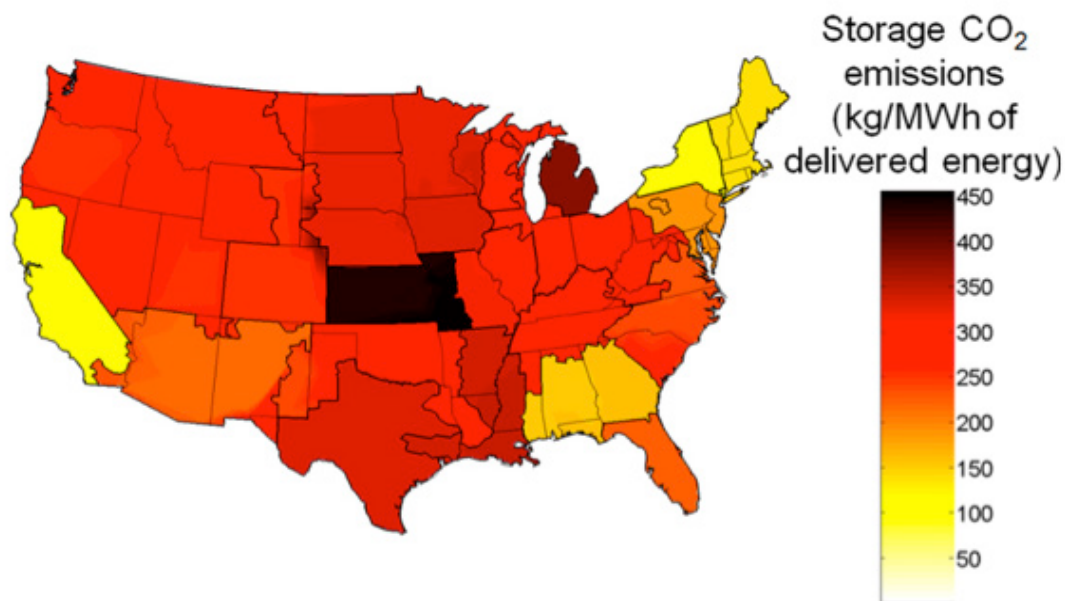 Storage CO₂
emissions
(kg/MWh of
delivered energy)
450
400
350
300
250
200
150
100
50